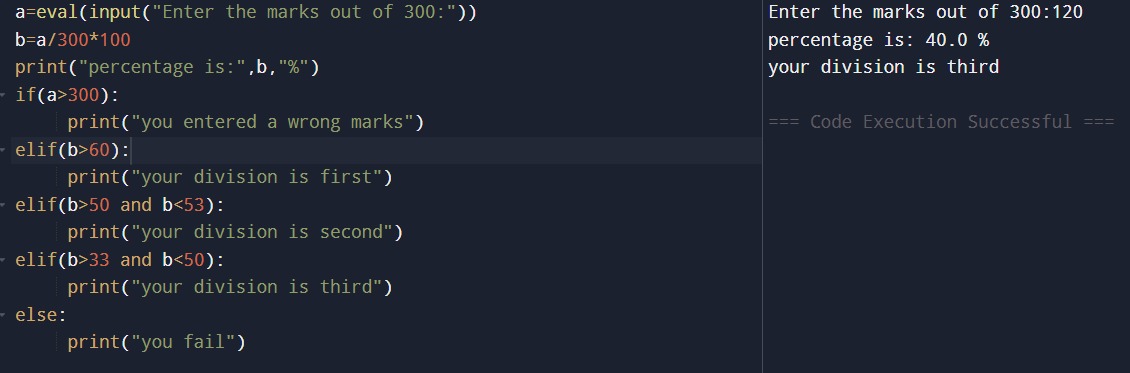 a=eval(input("Enter the marks out of 300:"))
b=a/300*100
print("percentage is:",b,"%")
if(a>300):
print("you entered a wrong marks")
elif(b>60):
print("your division is first")
elif(b>50 and b<53):
print("your division is second")
elif(b>33 and b<50):
print("your division is third")
else:
print("you fail")
Enter the marks out of 300:120
percentage is: 40.0 %
your division is third
=== Code Execution Successful ===